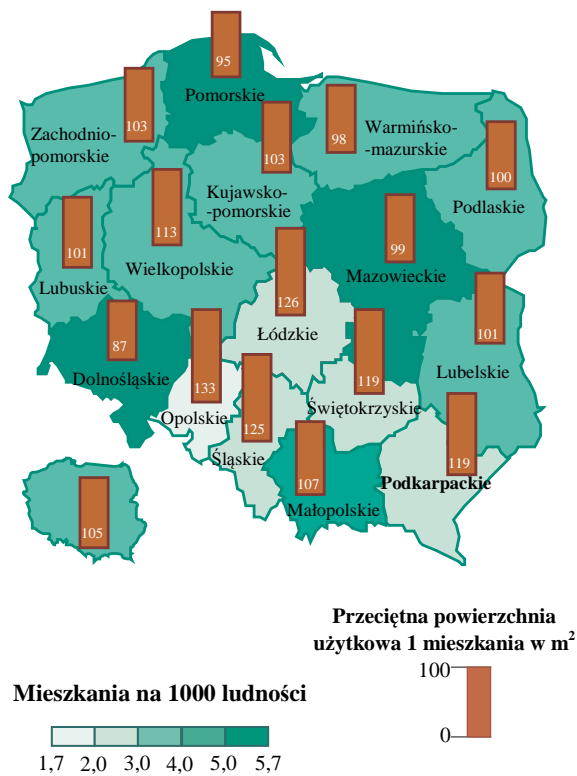 95
Pomorskie
103
Zachodnio-
pomorskie
103
98
Warmińsko-
-mazurskie
100
Podlaskie
Kujawsko-
-pomorskie
101
Lubuskie
113
Wielkopolskie
99
Mazowieckie
126
Łódzkie
101
Lubelskie
87
Dolnośląskie
133
Opolskie
125
Śląskie
119
Świętokrzyskie
119
Podkarpackie
107
Małopolskie
105
Przeciętna powierzchnia
użytkowa 1 mieszkania w m²
100
0
Mieszkania na 1000 ludności
1,7 2,0 3,0 4,0 5,0 5,7